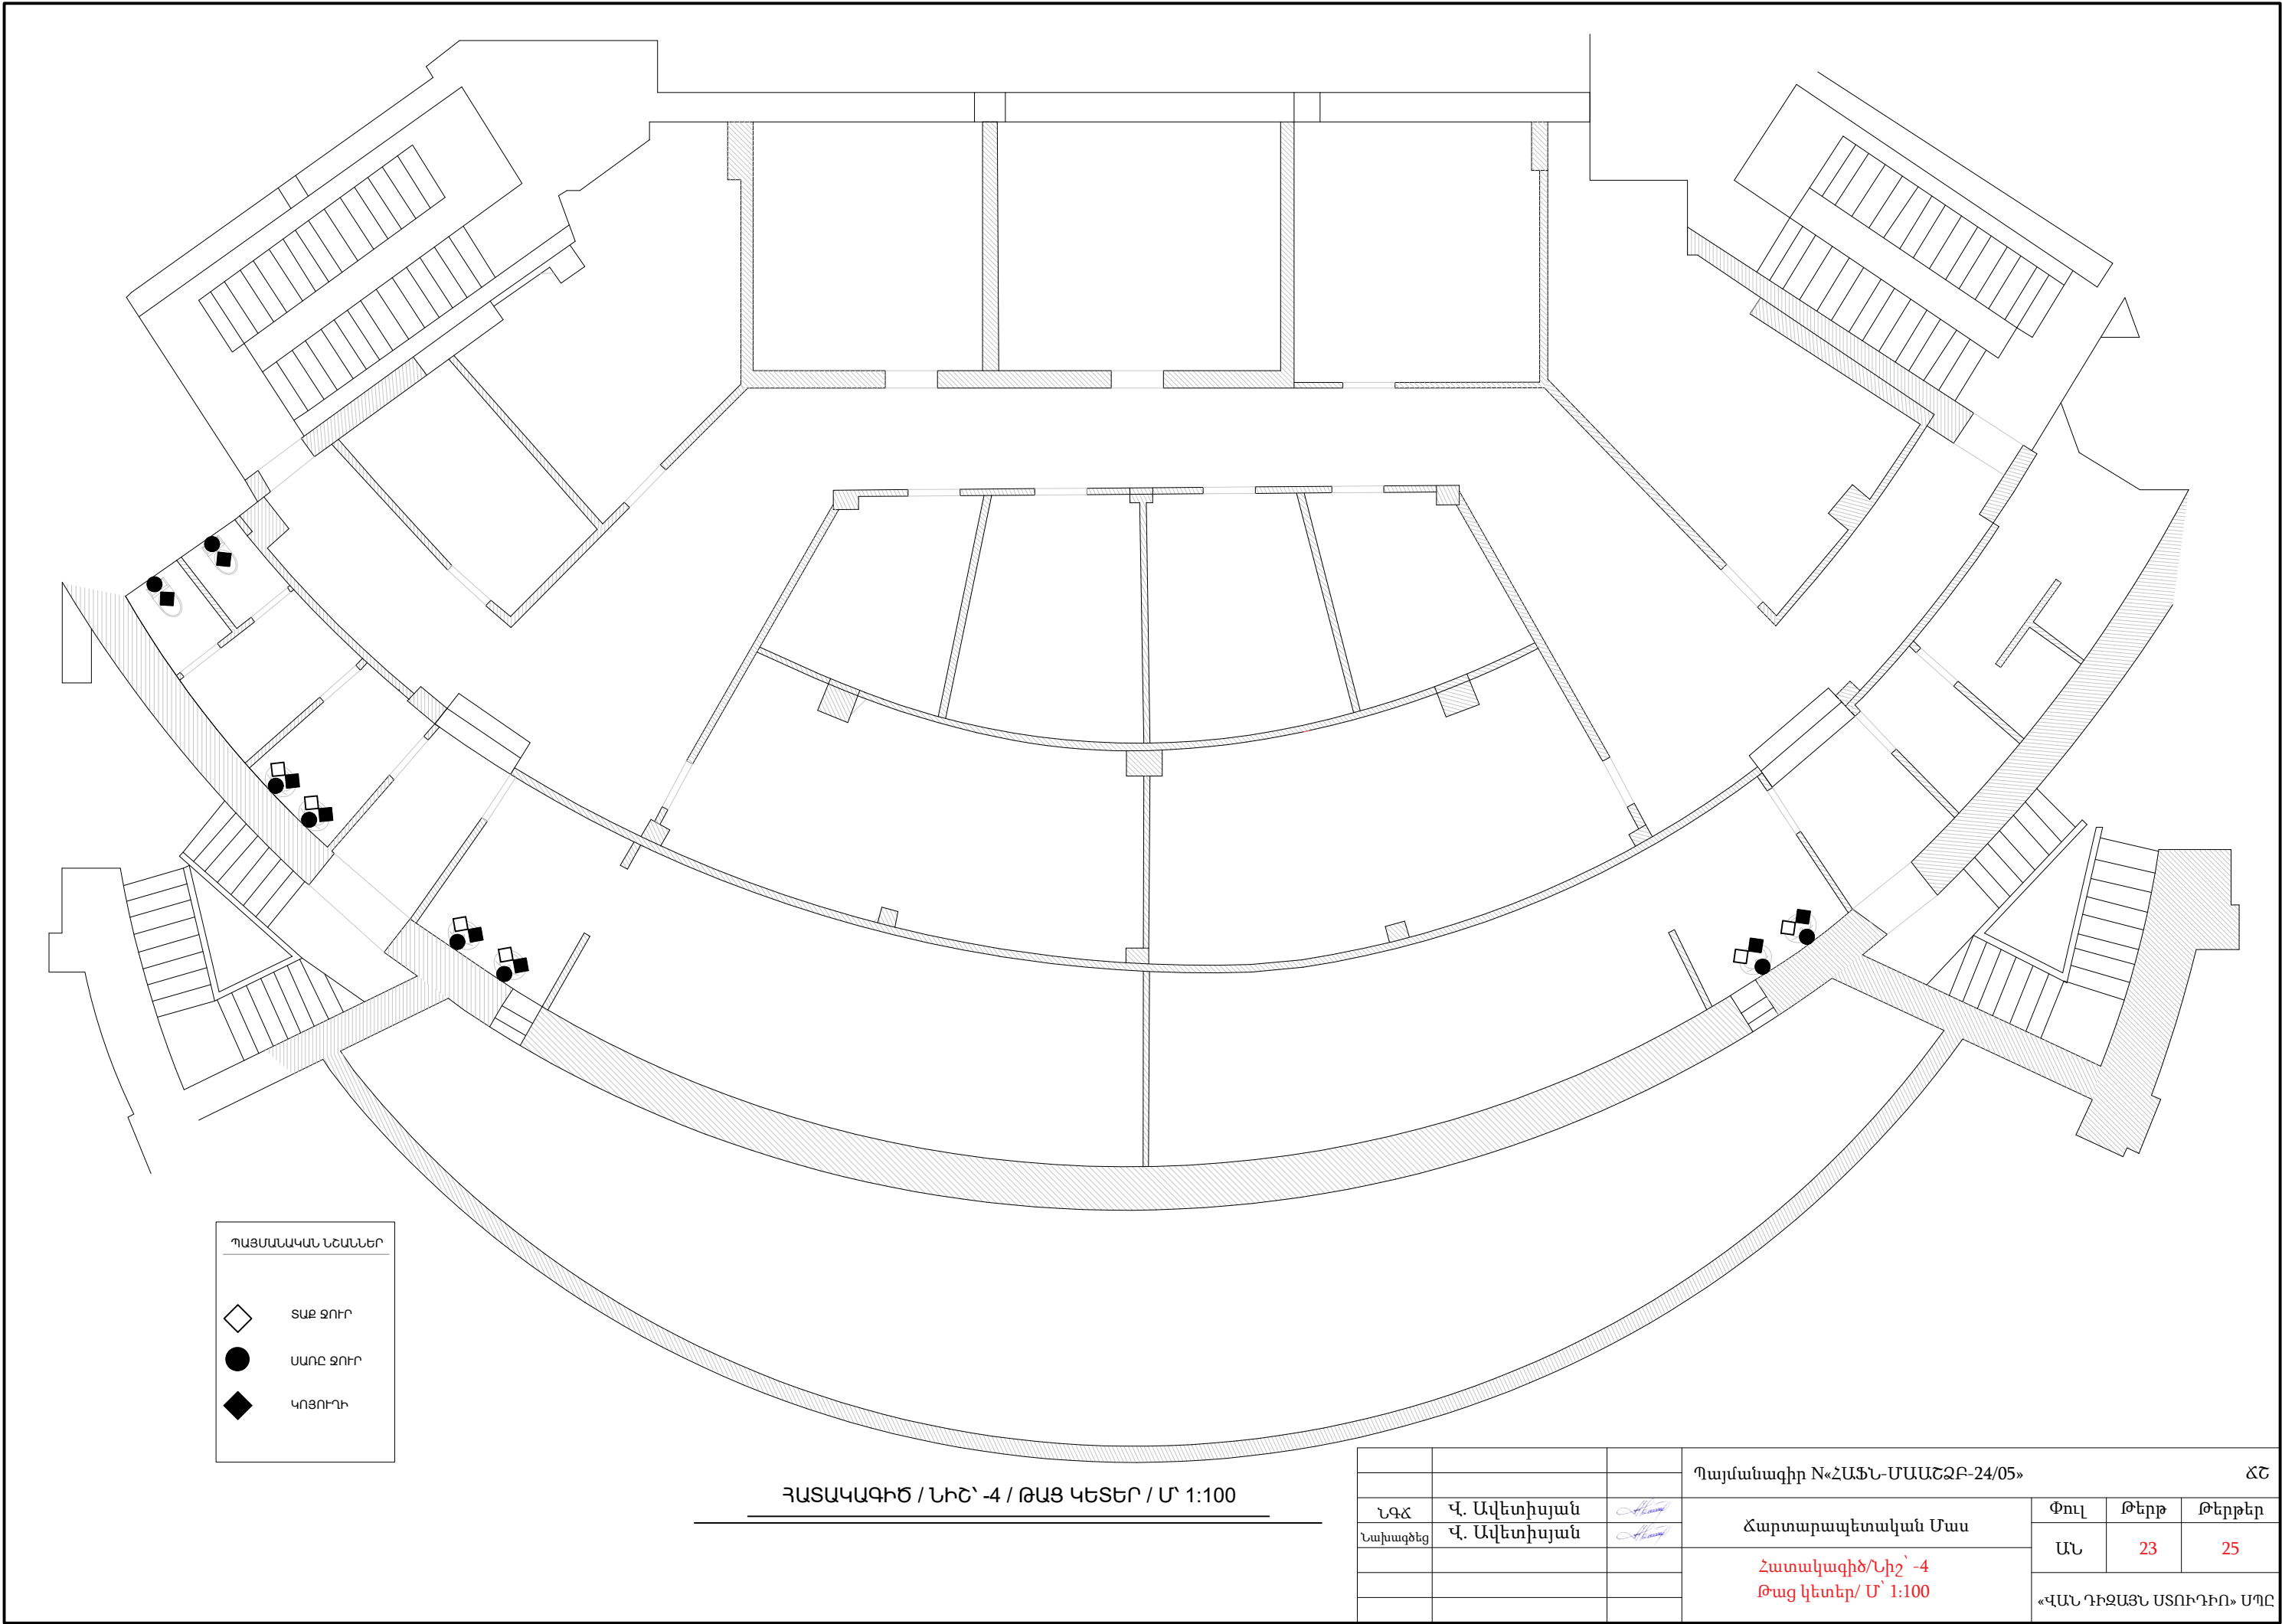 ՊԱՅՄԱՆԱԿԱՆ ՆՇԱՆՆԵՐ
ՏԱՔ ՋՈՒՐ
ՍԱՌԸ ՋՈՒՐ
ԿՈՅՈՒՂԻ
ՀԱՏԱԿԱԳԻԾ / ՆԻՇ՝ -4 / ԹԱՑ ԿԵՏԵՐ / Մ՝ 1:100
Պայմանագիր N«ՀԱՖՆ-ՄԱԱՇՁԲ-24/05» ՃՇ
ՆԳՃ Վ. Ավետիսյան
Նախագծեց Վ. Ավետիսյան
Ճարտարապետական Մաս
Փուլ Թերթ Թերթեր
ԱՆ 23 25
Հատակագիծ/Նիշ՝ -4
Թաց կետեր/ Մ՝ 1:100
«ՎԱՆ ԴԻԶԱՅՆ ՍՏՈՒԴԻՈ» ՍՊԸ